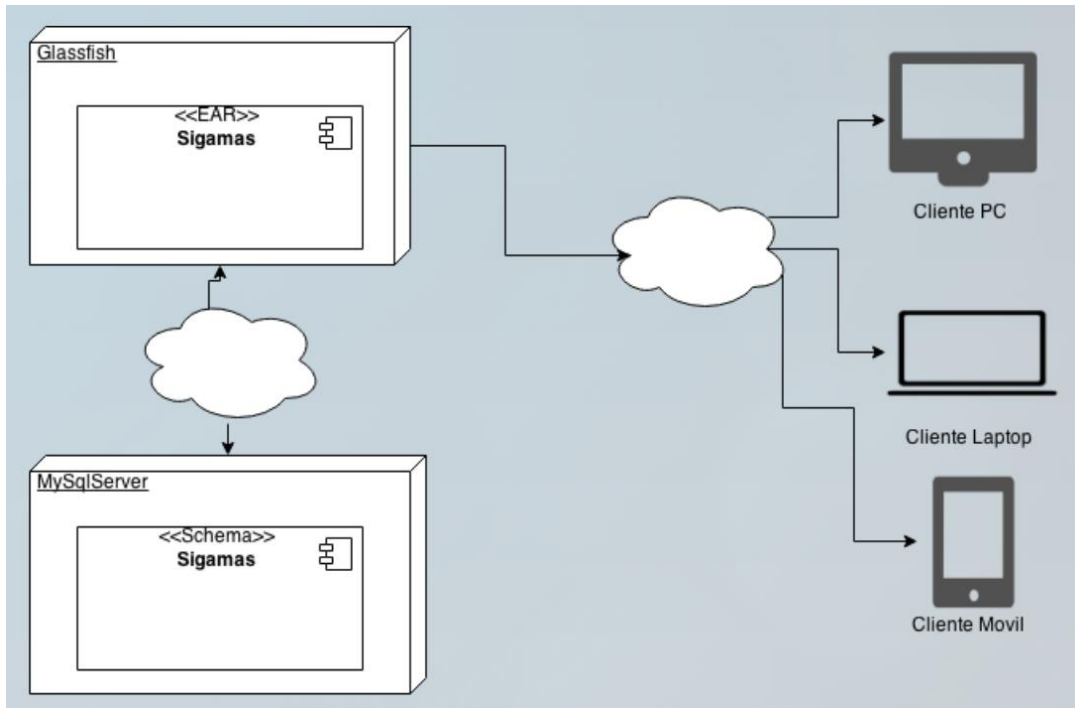 Glassfish
<<EAR>>
Sigamas
Cliente PC
Cliente Laptop
MySqlServer
<<Schema>>
Sigamas
Cliente Movil